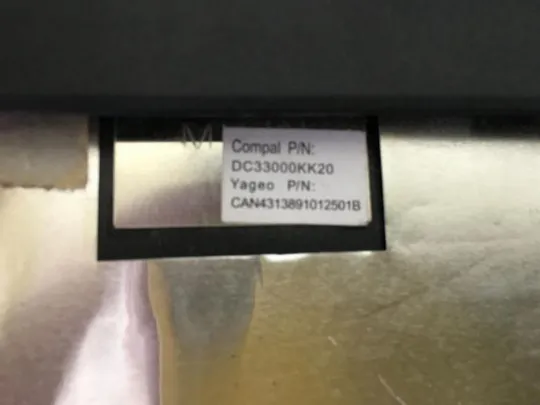 M
Compal P/N:
DC33000KK20
Yageo P/N:
CAN4313891012501B